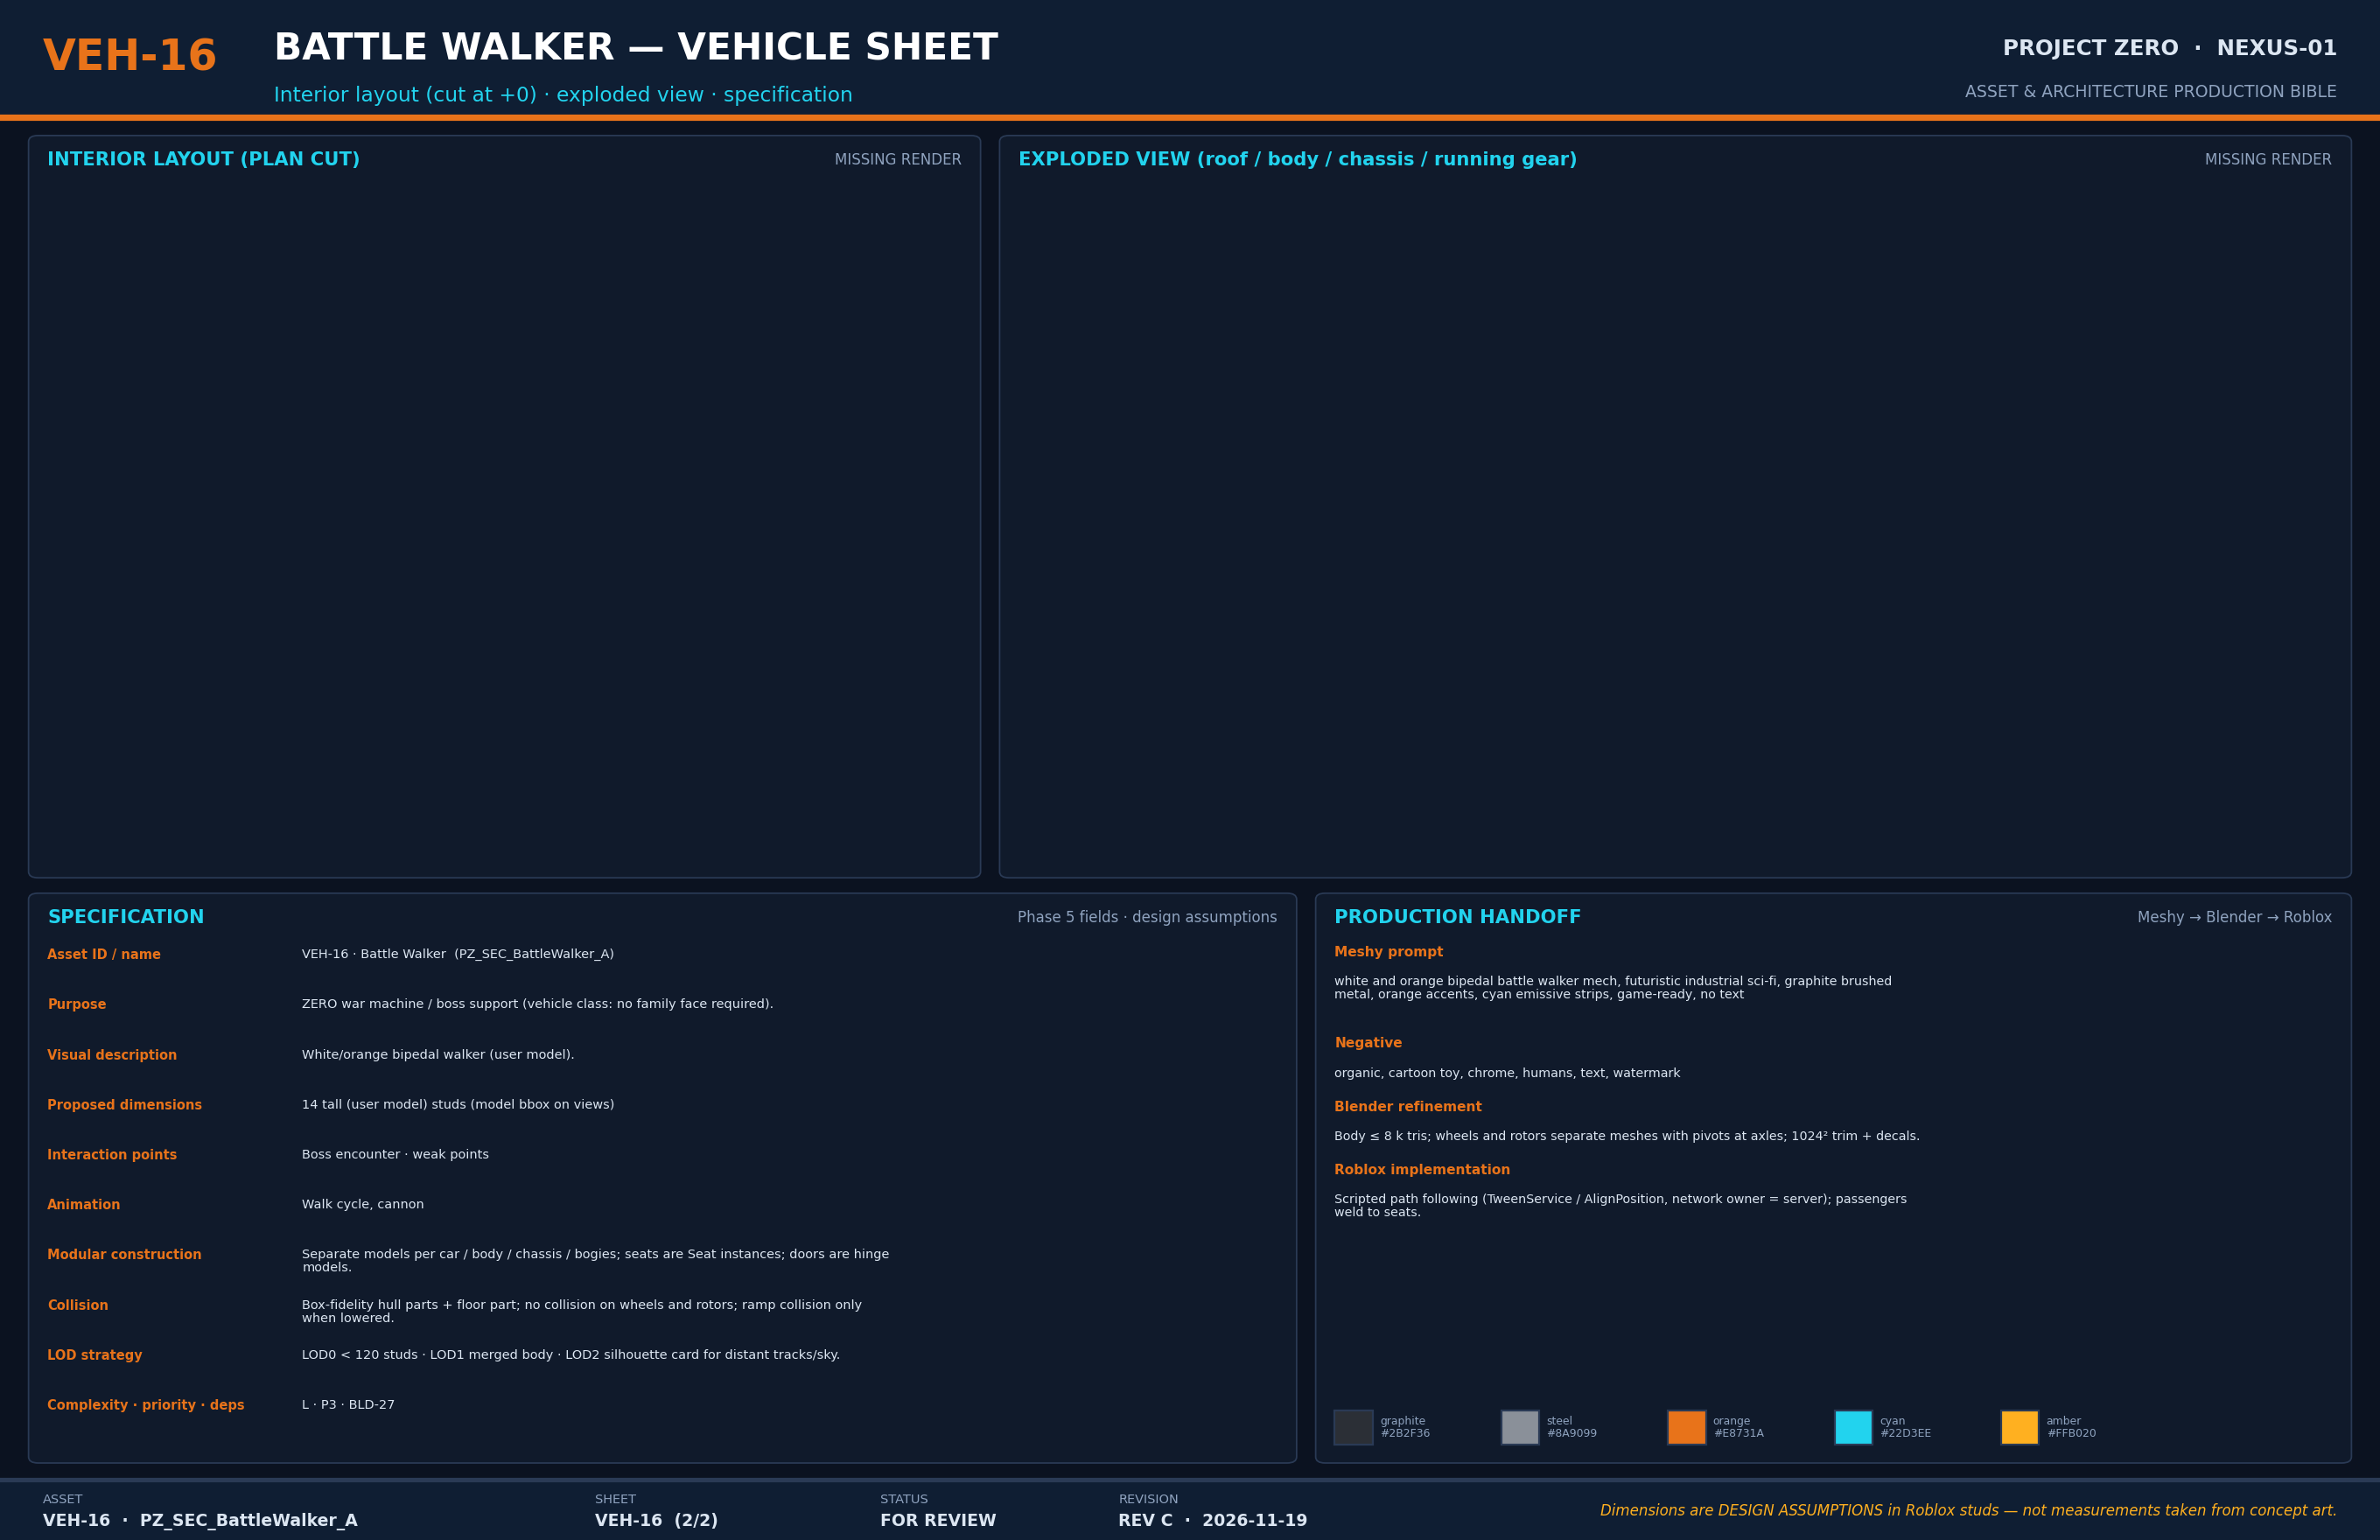 VEH-16
BATTLE WALKER — VEHICLE SHEET
Interior layout (cut at +0) · exploded view · specification
PROJECT ZERO · NEXUS-01
ASSET & ARCHITECTURE PRODUCTION BIBLE
INTERIOR LAYOUT (PLAN CUT)
MISSING RENDER
EXPLODED VIEW (roof / body / chassis / running gear)
MISSING RENDER
SPECIFICATION
Phase 5 fields · design assumptions
Asset ID / name
VEH-16 · Battle Walker (PZ_SEC_BattleWalker_A)
Purpose
ZERO war machine / boss support (vehicle class: no family face required).
Visual description
White/orange bipedal walker (user model).
Proposed dimensions
14 tall (user model) studs (model bbox on views)
Interaction points
Boss encounter · weak points
Animation
Walk cycle, cannon
Modular construction
Separate models per car / body / chassis / bogies; seats are Seat instances; doors are hinge
models.
Collision
Box-fidelity hull parts + floor part; no collision on wheels and rotors; ramp collision only
when lowered.
LOD strategy
LOD0 < 120 studs · LOD1 merged body · LOD2 silhouette card for distant tracks/sky.
Complexity · priority · deps
L · P3 · BLD-27
PRODUCTION HANDOFF
Meshy → Blender → Roblox
Meshy prompt
white and orange bipedal battle walker mech, futuristic industrial sci-fi, graphite brushed
metal, orange accents, cyan emissive strips, game-ready, no text
Negative
organic, cartoon toy, chrome, humans, text, watermark
Blender refinement
Body ≤ 8 k tris; wheels and rotors separate meshes with pivots at axles; 1024² trim + decals.
Roblox implementation
Scripted path following (TweenService / AlignPosition, network owner = server); passengers
weld to seats.
graphite
#2B2F36
steel
#8A9099
orange
#E8731A
cyan
#22D3EE
amber
#FFB020
ASSET
VEH-16 · PZ_SEC_BattleWalker_A
SHEET
VEH-16 (2/2)
STATUS
FOR REVIEW
REVISION
REV C · 2026-11-19
Dimensions are DESIGN ASSUMPTIONS in Roblox studs — not measurements taken from concept art.